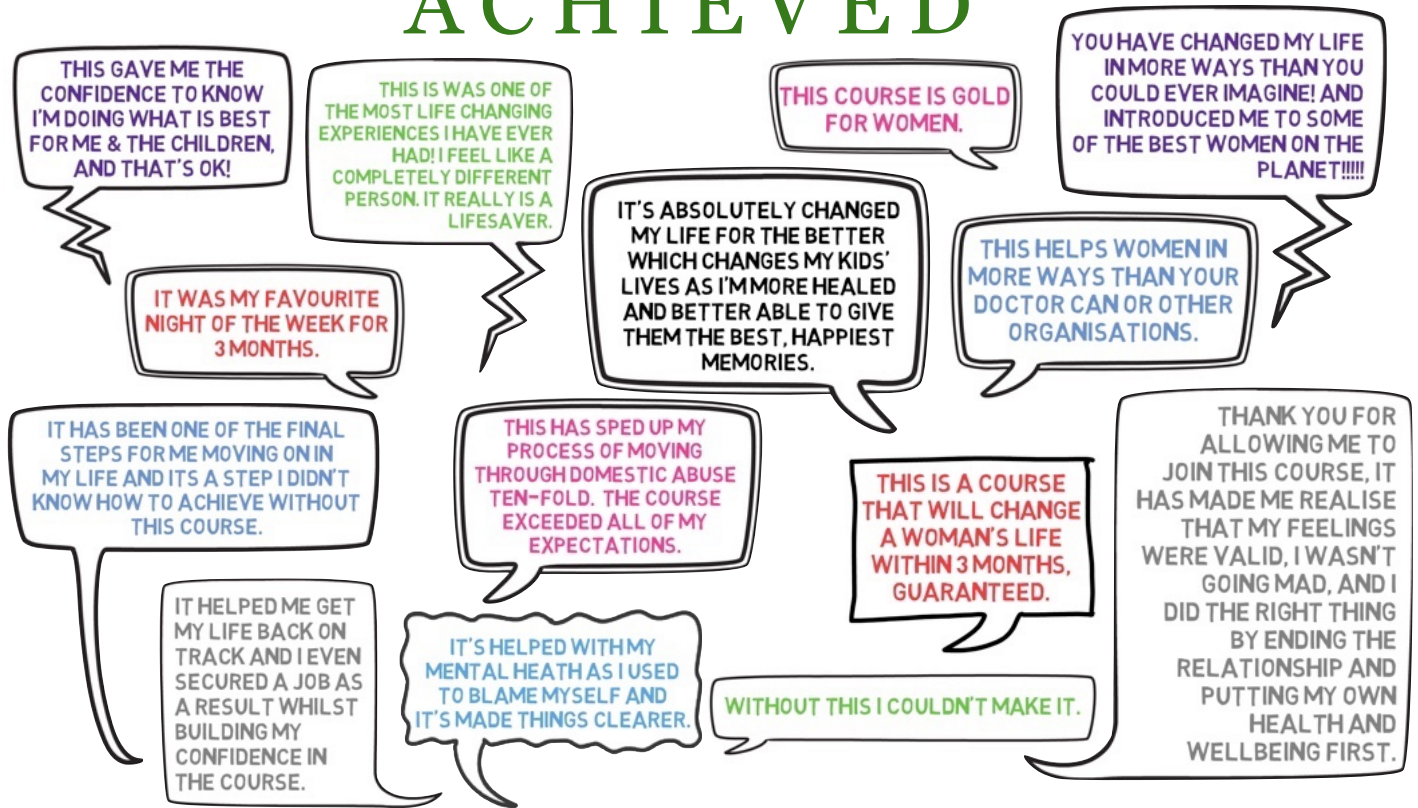 ACHIEVED
THIS GAVE ME THE
CONFIDENCE TO KNOW
I'M DOING WHAT IS BEST
FOR ME & THE CHILDREN,
AND THAT'S OK!
THIS IS WAS ONE OF
THE MOST LIFE CHANGING
EXPERIENCES I HAVE EVER
HAD! I FEEL LIKE A
COMPLETELY DIFFERENT
PERSON. IT REALLY IS A
LIFESAVER.
THIS COURSE IS GOLD
FOR WOMEN.
YOU HAVE CHANGED MY LIFE
IN MORE WAYS THAN YOU
COULD EVER IMAGINE! AND
INTRODUCED ME TO SOME
OF THE BEST WOMEN ON THE
PLANET!!!!!
IT WAS MY FAVOURITE
NIGHT OF THE WEEK FOR
3 MONTHS.
IT'S ABSOLUTELY CHANGED
MY LIFE FOR THE BETTER
WHICH CHANGES MY KIDS'
LIVES AS I'M MORE HEALED
AND BETTER ABLE TO GIVE
THEM THE BEST, HAPPIEST
MEMORIES.
THIS HELPS WOMEN IN
MORE WAYS THAN YOUR
DOCTOR CAN OR OTHER
ORGANISATIONS.
IT HAS BEEN ONE OF THE FINAL
STEPS FOR ME MOVING ON IN
MY LIFE AND ITS A STEP I DIDN'T
KNOW HOW TO ACHIEVE WITHOUT
THIS COURSE.
THIS HAS SPED UP MY
PROCESS OF MOVING
THROUGH DOMESTIC ABUSE
TEN-FOLD. THE COURSE
EXCEEDED ALL OF MY
EXPECTATIONS.
THIS IS A COURSE
THAT WILL CHANGE
A WOMAN'S LIFE
WITHIN 3 MONTHS,
GUARANTEED.
THANK YOU FOR
ALLOWING ME TO
JOIN THIS COURSE, IT
HAS MADE ME REALISE
THAT MY FEELINGS
WERE VALID, I WASN'T
GOING MAD, AND I
DID THE RIGHT THING
BY ENDING THE
RELATIONSHIP AND
PUTTING MY OWN
HEALTH AND
WELLBEING FIRST.
IT HELPED ME GET
MY LIFE BACK ON
TRACK AND I EVEN
SECURED A JOB AS
A RESULT WHILST
BUILDING MY
CONFIDENCE IN
THE COURSE.
IT'S HELPED WITH MY
MENTAL HEATH AS I USED
TO BLAME MYSELF AND
IT'S MADE THINGS CLEARER.
WITHOUT THIS I COULDN'T MAKE IT.